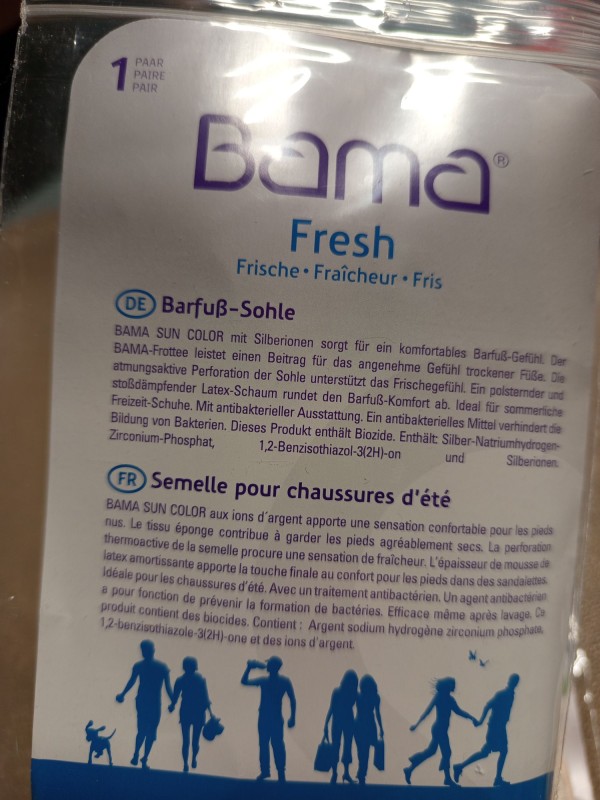 1 PAAR
PAIRE
PAIR
Bama®
Fresh
Frische • Fraîcheur • Fris
DE Barfuß-Sohle
BAMA SUN COLOR mit Silberionen sorgt für ein komfortables Barfuß-Gefühl. Der
BAMA-Frottee leistet einen Beitrag für das angenehme Gefühl trockener Füße. Die
atmungsaktive Perforation der Sohle unterstützt das Frischegefühl. Ein polsternder und
stoßdämpfender Latex-Schaum rundet den Barfuß-Komfort ab. Ideal für sommerliche
Freizeit-Schuhe. Mit antibakterieller Ausstattung. Ein antibakterielles Mittel verhindert die
Bildung von Bakterien. Dieses Produkt enthält Biozide. Enthält: Silber-Natriumhydrogen-
Zirconium-Phosphat, 1,2-Benzisothiazol-3(2H)-on und Silberionen.
FR Semelle pour chaussures d'été
BAMA SUN COLOR aux ions d'argent apporte une sensation confortable pour les pieds
nus. Le tissu éponge contribue à garder les pieds agréablement secs. La perforation
thermoactive de la semelle procure une sensation de fraîcheur. L'épaisseur de mousse de
latex amortissante apporte la touche finale au confort pour les pieds dans des sandalettes.
Idéale pour les chaussures d'été. Avec un traitement antibactérien. Un agent antibactérien
a pour fonction de prévenir la formation de bactéries. Efficace même après lavage. Ce
produit contient des biocides. Contient : Argent sodium hydrogène zirconium phosphate,
1,2-benzisothiazole-3(2H)-one et des ions d'argent.